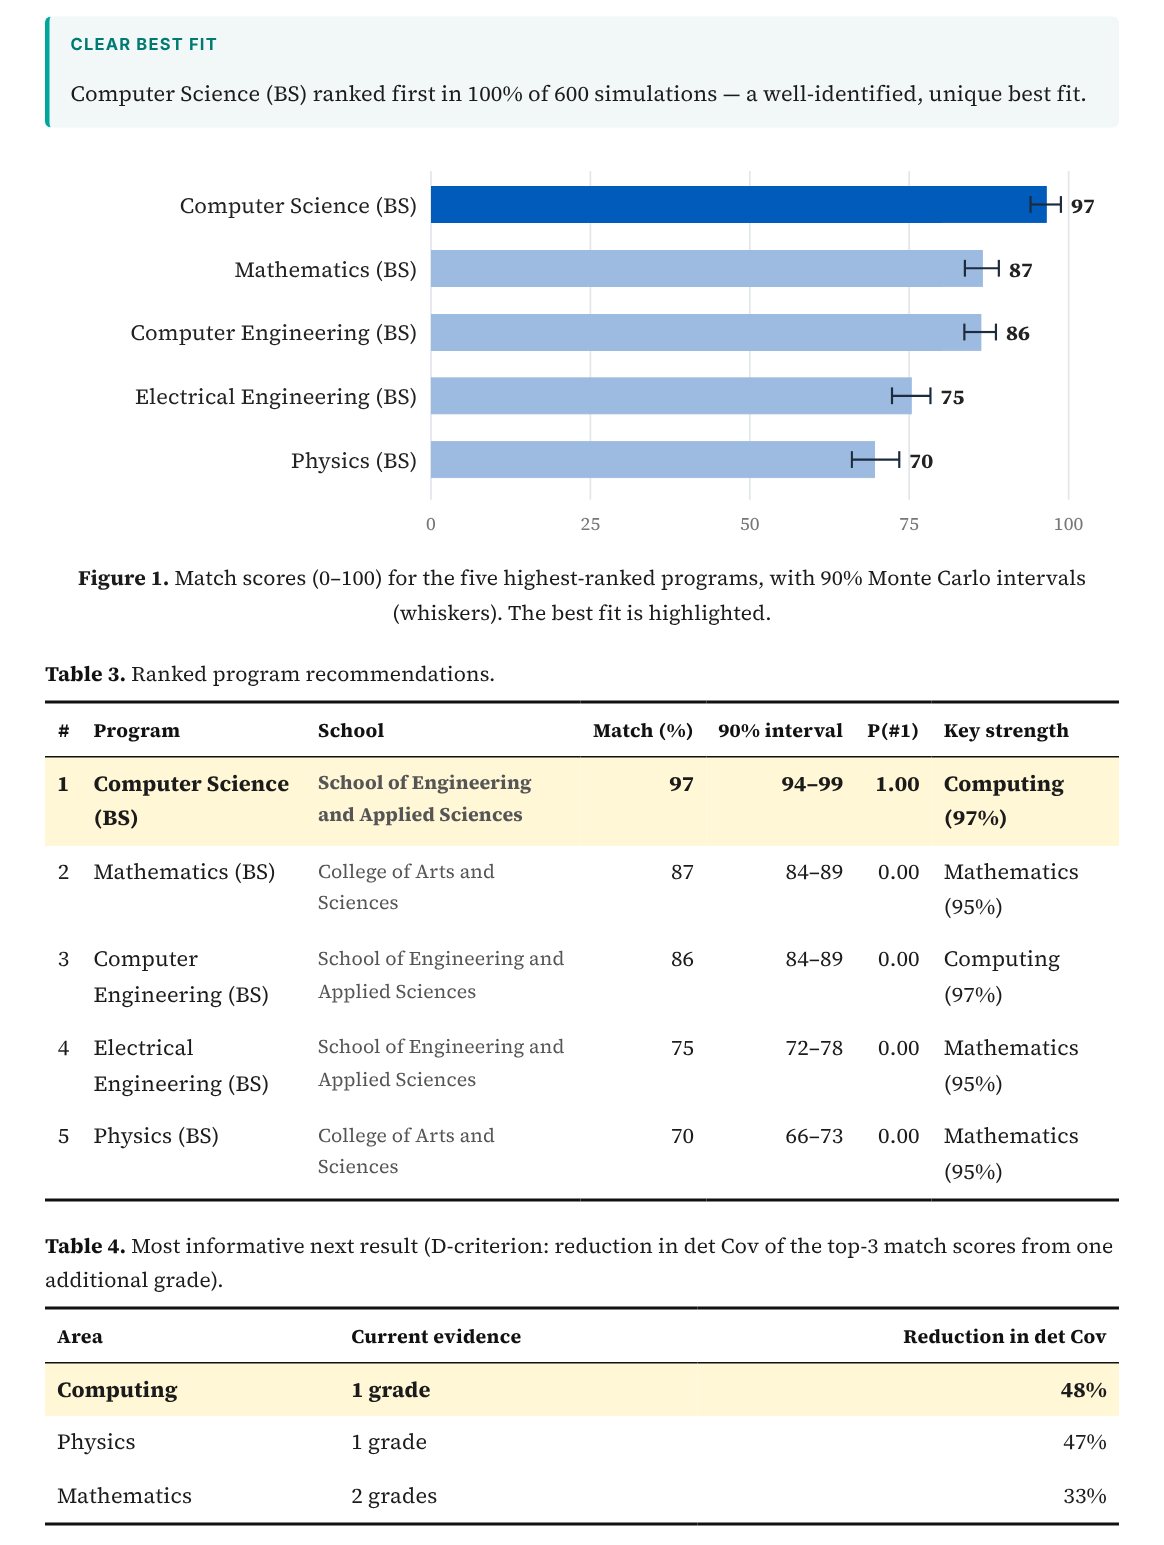 CLEAR BEST FIT
Computer Science (BS) ranked first in 100% of 600 simulations — a well-identified, unique best fit.
Computer Science (BS) 97
Mathematics (BS) 87
Computer Engineering (BS) 86
Electrical Engineering (BS) 75
Physics (BS) 70
0 25 50 75 100
Figure 1. Match scores (0–100) for the five highest-ranked programs, with 90% Monte Carlo intervals
(whiskers). The best fit is highlighted.
Table 3. Ranked program recommendations.
# Program School Match (%) 90% interval P(#1) Key strength
1 Computer Science School of Engineering 97 94–99 1.00 Computing
(BS) and Applied Sciences (97%)
2 Mathematics (BS) College of Arts and 87 84–89 0.00 Mathematics
Sciences (95%)
3 Computer School of Engineering and 86 84–89 0.00 Computing
Engineering (BS) Applied Sciences (97%)
4 Electrical School of Engineering and 75 72–78 0.00 Mathematics
Engineering (BS) Applied Sciences (95%)
5 Physics (BS) College of Arts and 70 66–73 0.00 Mathematics
Sciences (95%)
Table 4. Most informative next result (D-criterion: reduction in det Cov of the top-3 match scores from one
additional grade).
Area Current evidence Reduction in det Cov
Computing 1 grade 48%
Physics 1 grade 47%
Mathematics 2 grades 33%